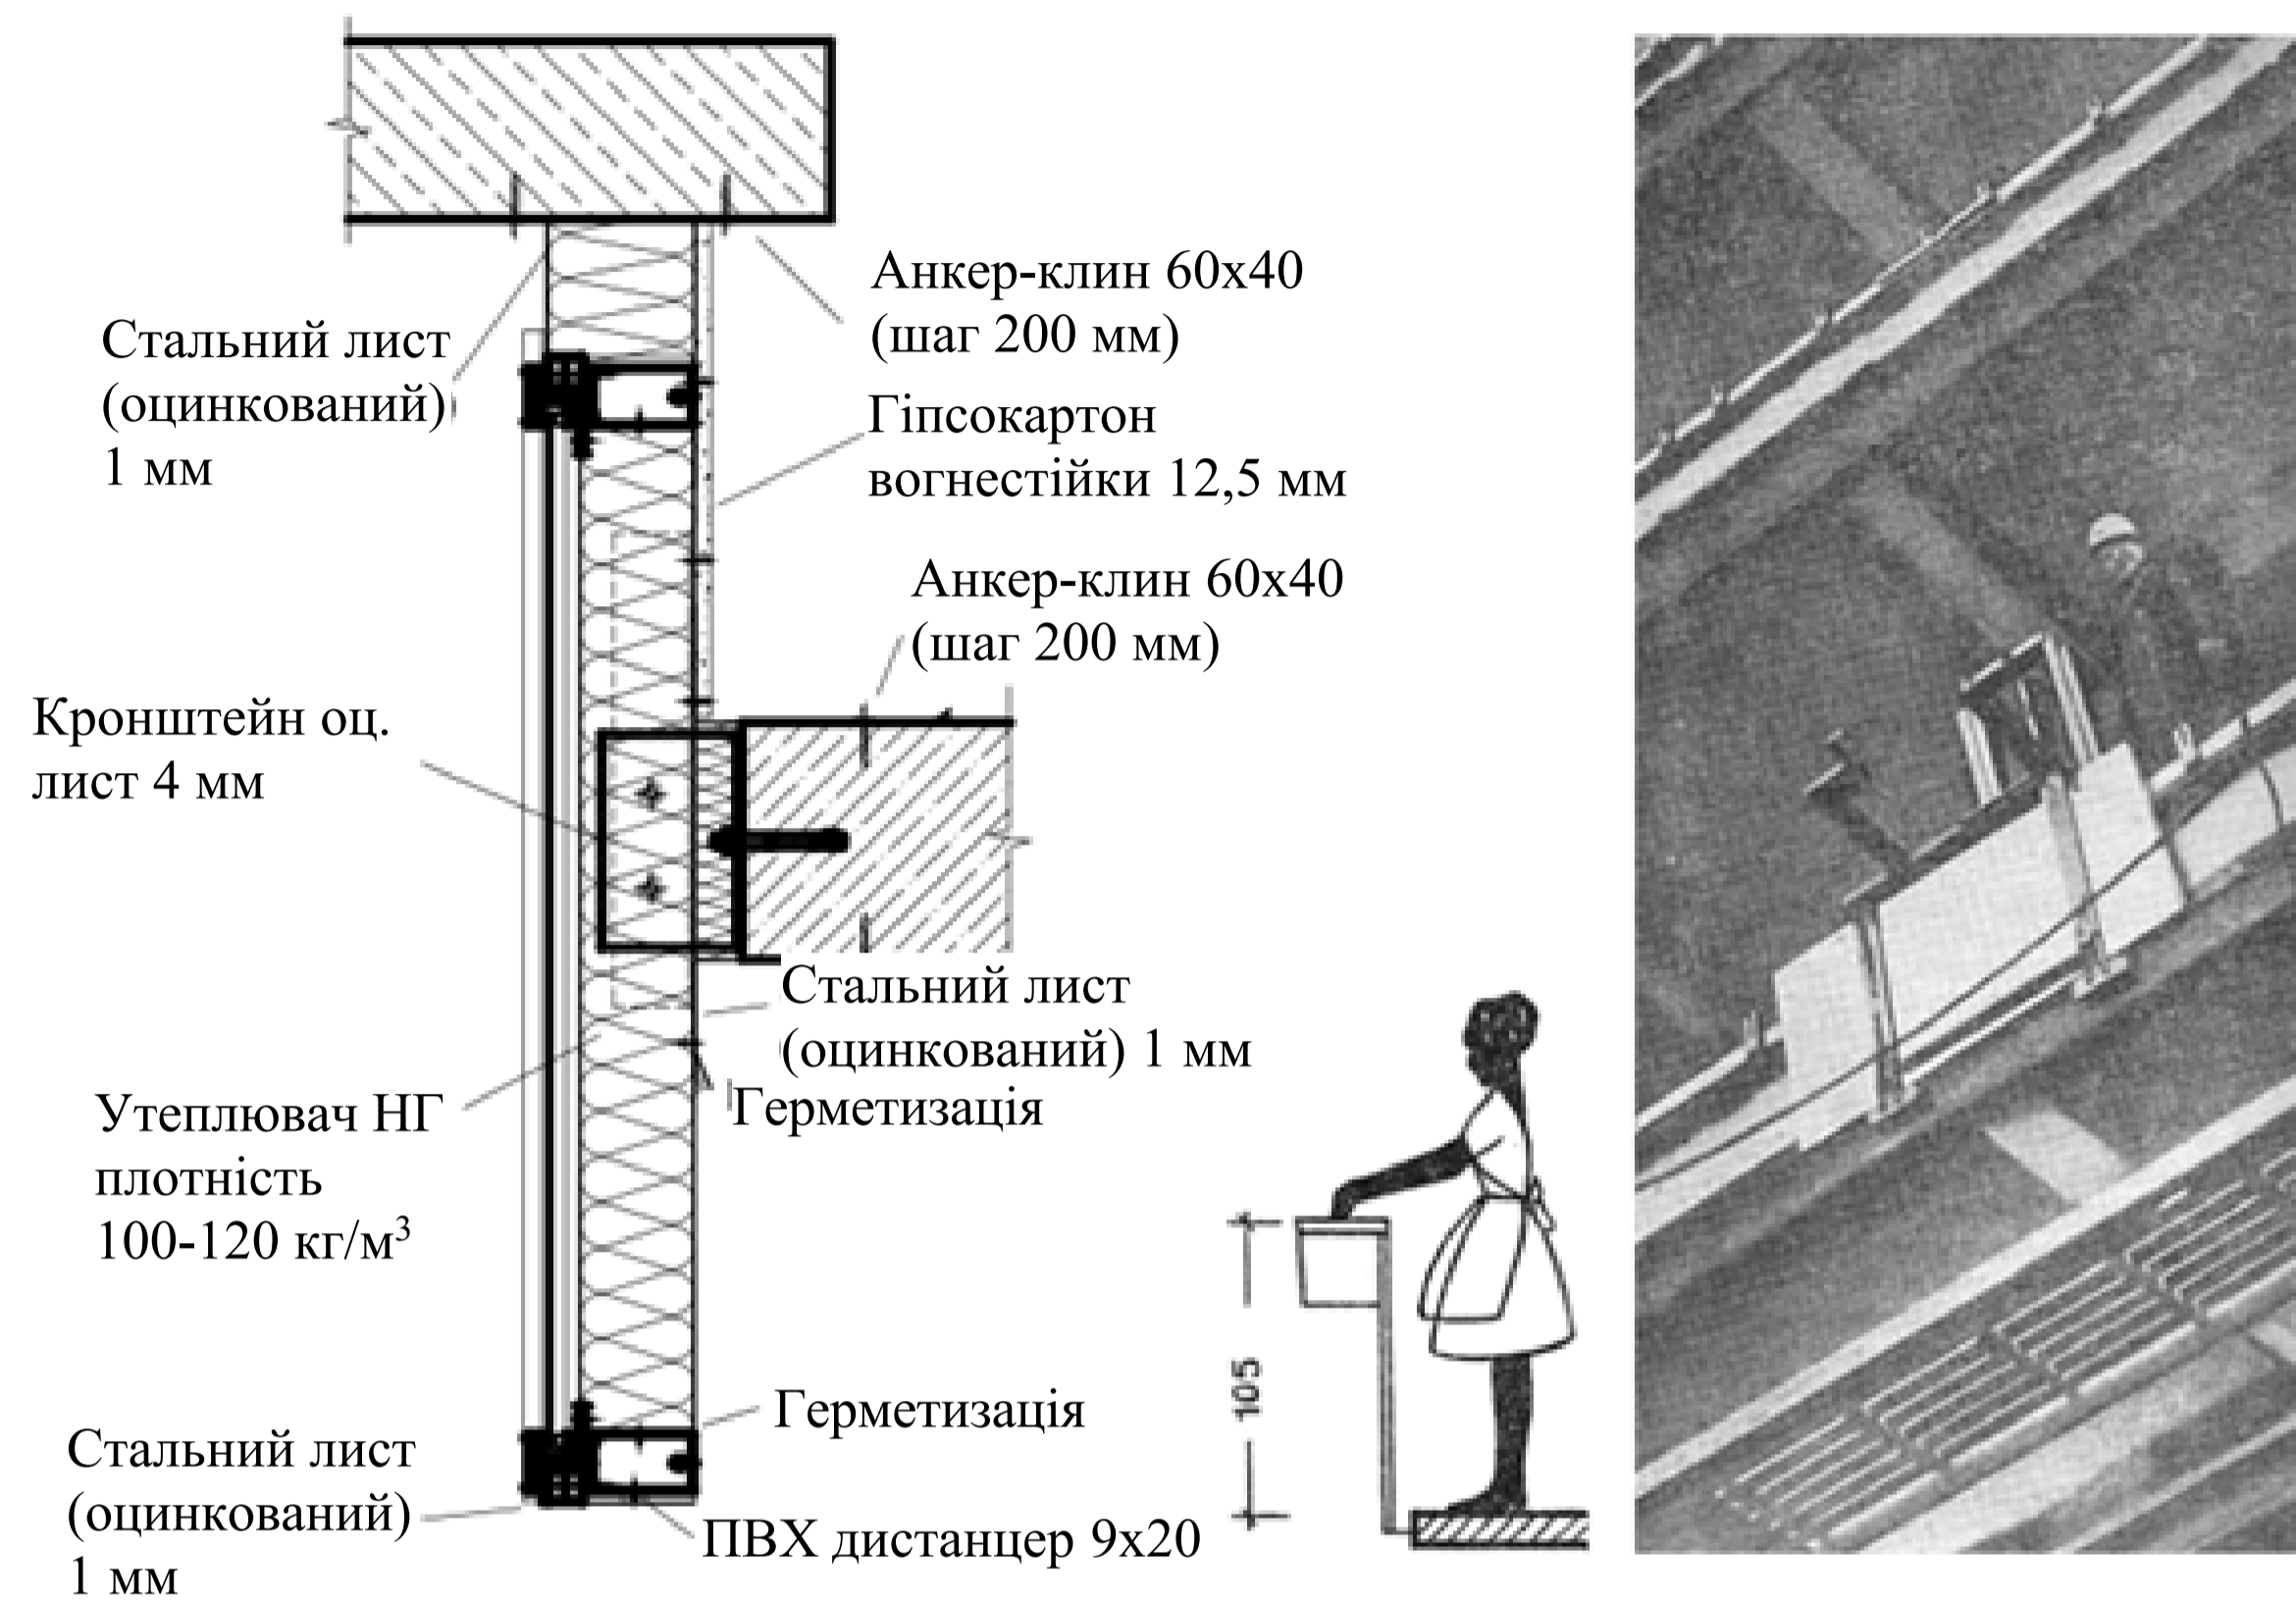 Анкер-клин 60х40
(шаг 200 мм)
Стальний лист
(оцинкований)
1 мм
Гіпсокартон
вогнестійки 12,5 мм
Анкер-клин 60х40
(шаг 200 мм)
Кронштейн оц.
лист 4 мм
Стальний лист
(оцинкований) 1 мм
Герметизація
Утеплювач НГ
плотність
100-120 кг/м³
105
Герметизація
Стальний лист
(оцинкований)
1 мм
ПВХ дистанцер 9х20